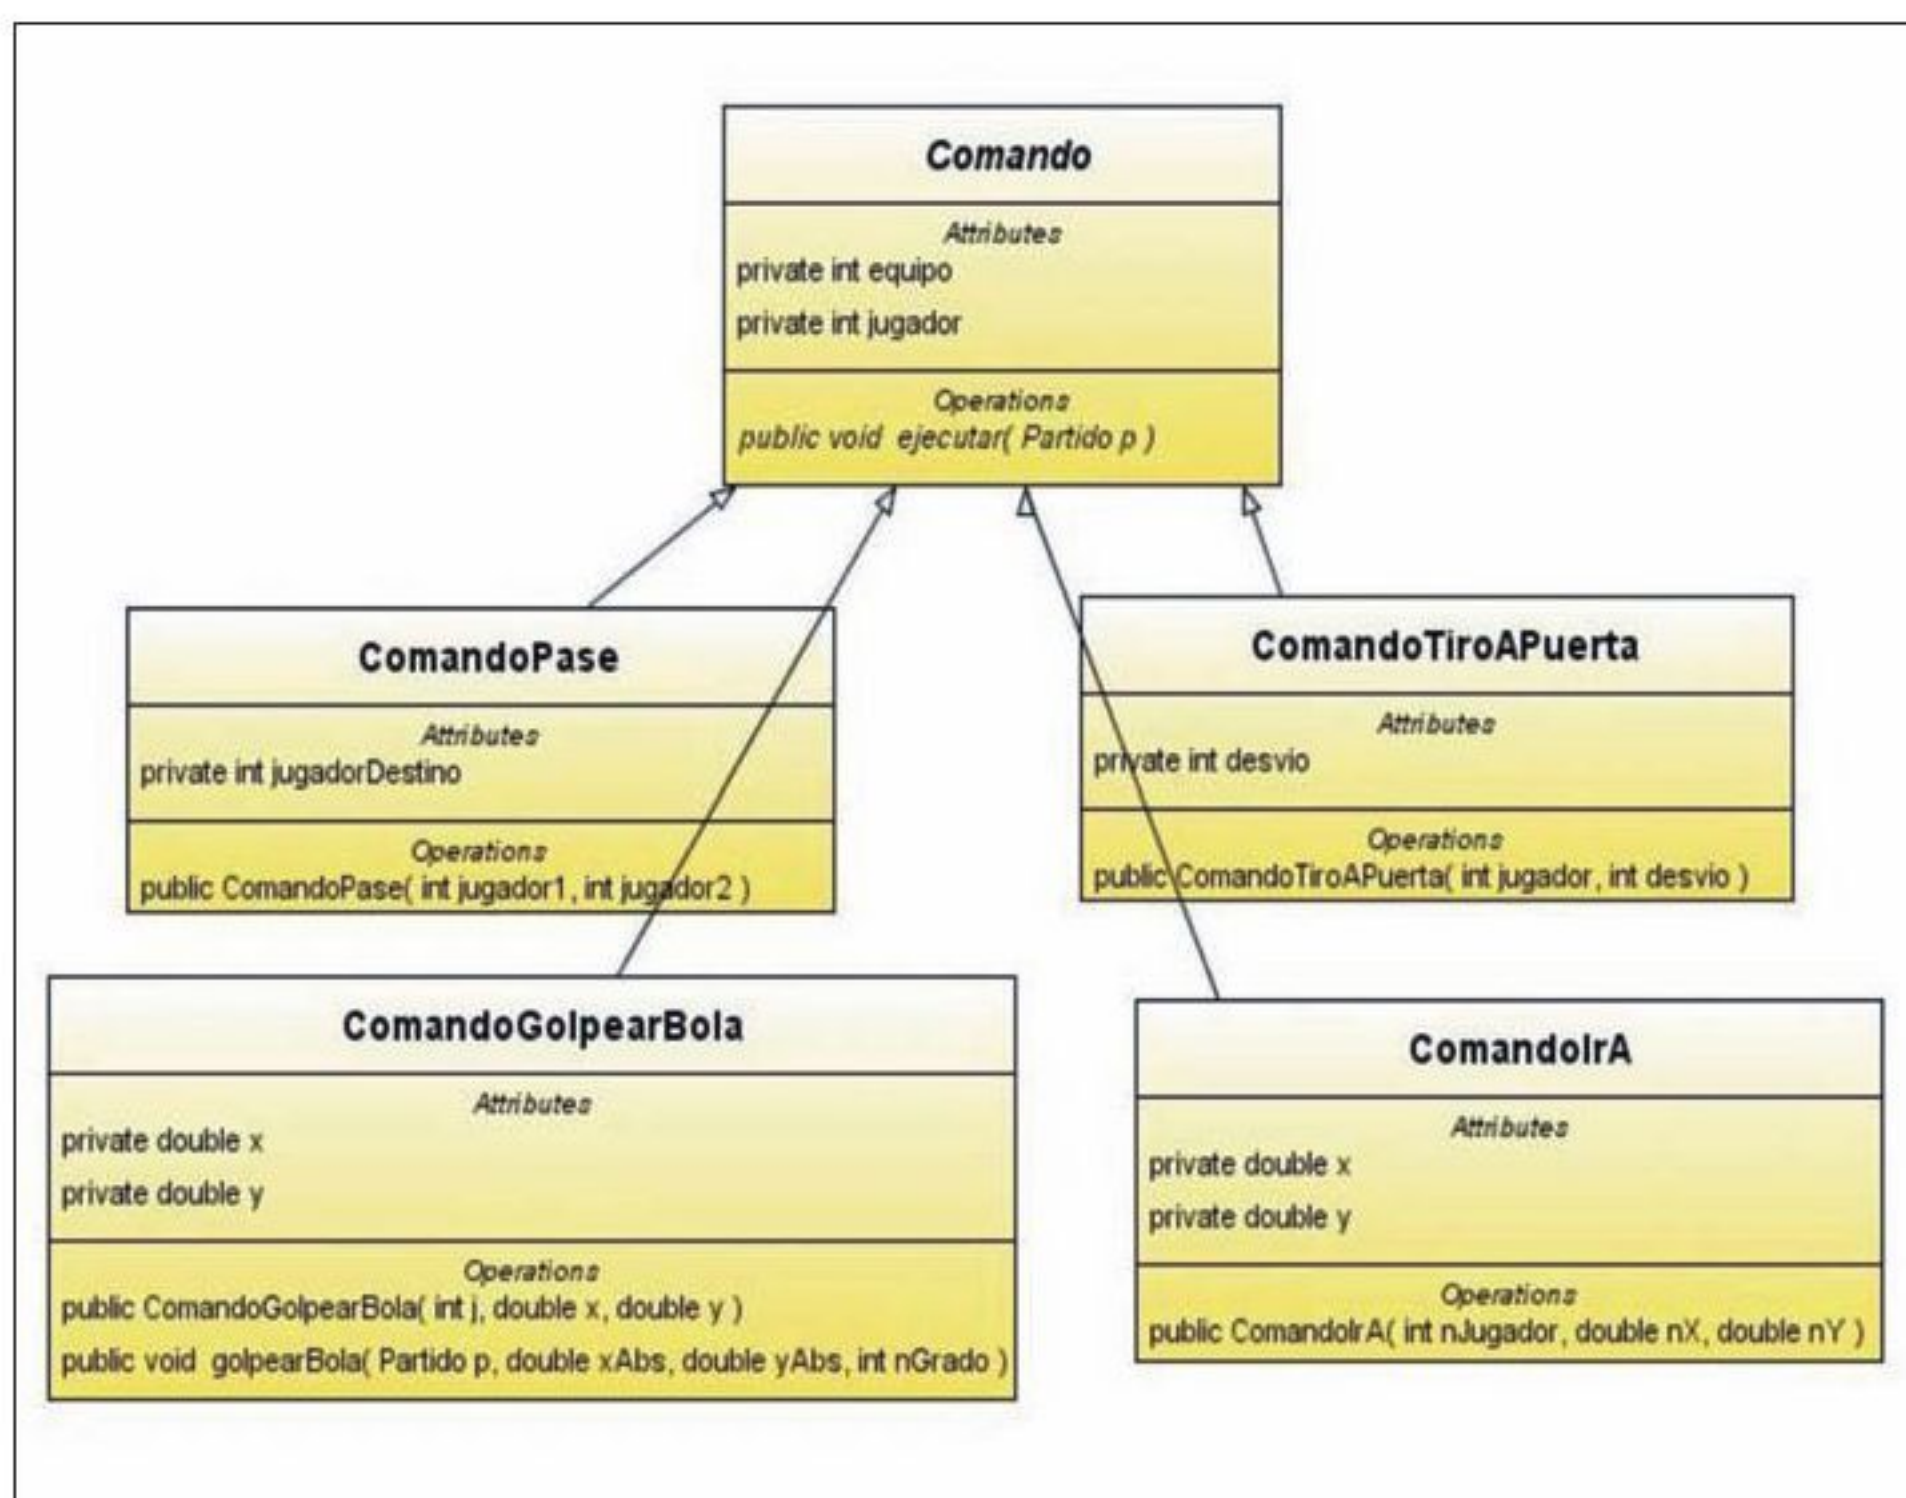 Comando
Attributes
private int equipo
private int jugador
Operations
public void ejecutar( Partido p )
ComandoPase
Attributes
private int jugadorDestino
Operations
public ComandoPase( int jugador1, int jugador2 )
ComandoTiroAPuerta
Attributes
private int desvio
Operations
public ComandoTiroAPuerta( int jugador, int desvio )
ComandoGolpearBola
Attributes
private double x
private double y
Operations
public ComandoGolpearBola( int j, double x, double y )
public void golpearBola( Partido p, double xAbs, double yAbs, int nGrado )
ComandoIrA
Attributes
private double x
private double y
Operations
public ComandoIrA( int nJugador, double nX, double nY )